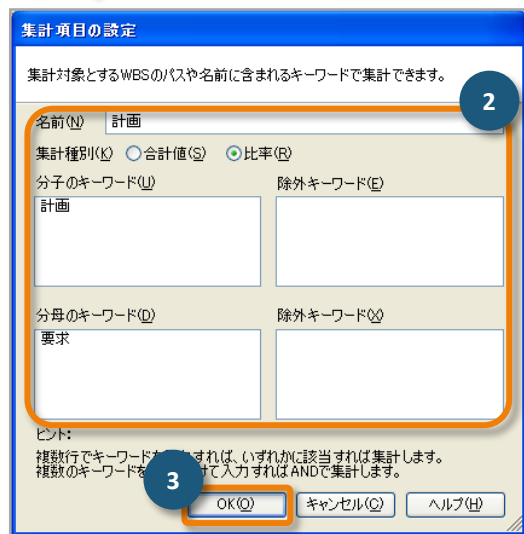 集計項目の設定
集計対象とするWBSのパスや名前に含まれるキーワードで集計できます。
2
名前(N) 計画
集計種別(K) 合計値(S) 比率(R)
分子のキーワード(U) 除外キーワード(E)
計画
分母のキーワード(D) 除外キーワード(X)
要求
ヒント:
複数行でキーワードを すれば、いずれかに該当すれば集計します。
複数のキーワードを けて入力すればANDで集計します。
3
OK(O) キャンセル(C) ヘルプ(H)